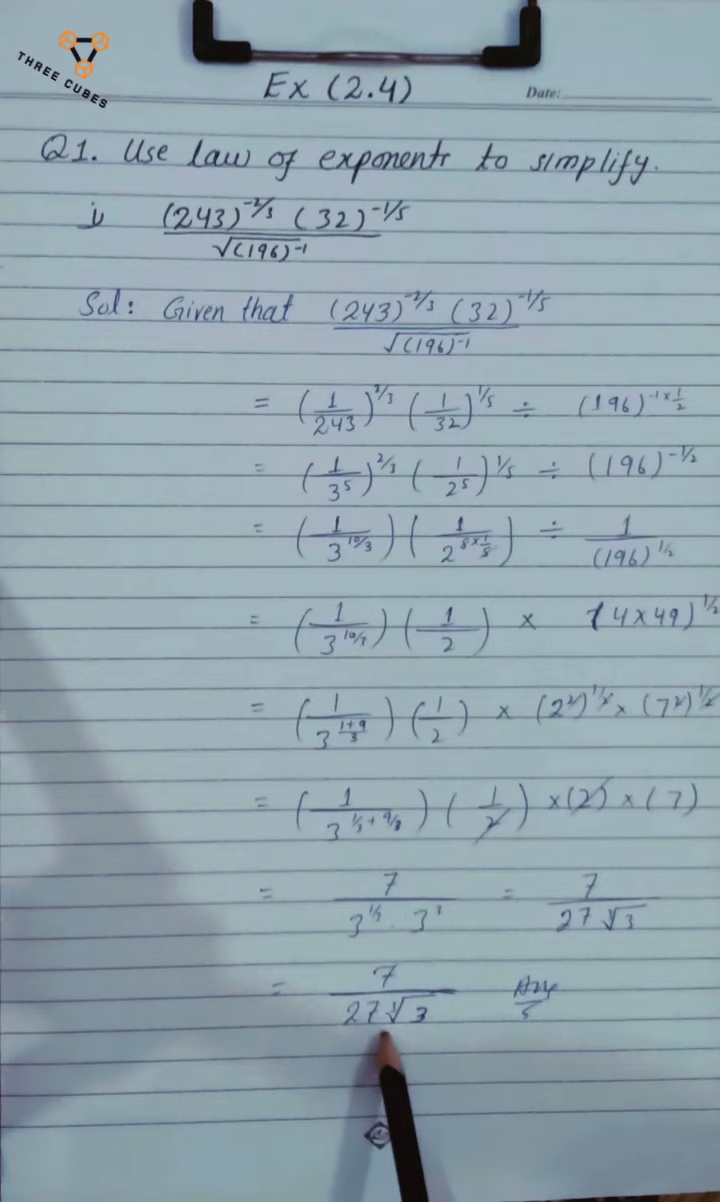 THREE CUBES
Ex (2.4) Date:
Q1. Use law of exponents to simplify.
i) (243)^-2/3 (32)^-1/5 / √(196)^-1
Sol: Given that (243)^-2/3 (32)^-1/5 / √(196)^-1
= (1/243)^2/3 (1/32)^1/5 ÷ (196)^-1×1/2
= (1/3^5)^2/3 (1/2^5)^1/5 ÷ (196)^-1/2
= (1/3^10/3) (1/2^5×1/5) ÷ 1/(196)^1/2
= (1/3^10/3) (1/2) × (4×49)^1/2
= (1/3^(1+9)/3) (1/2) × (2^2)^1/2 × (7^2)^1/2
= (1/3^1/3+9/3) (1/2) × (2) × (7)
= 7/3^1/3 . 3^3 = 7/27 ∛3
= 7/27 ∛3 Ans